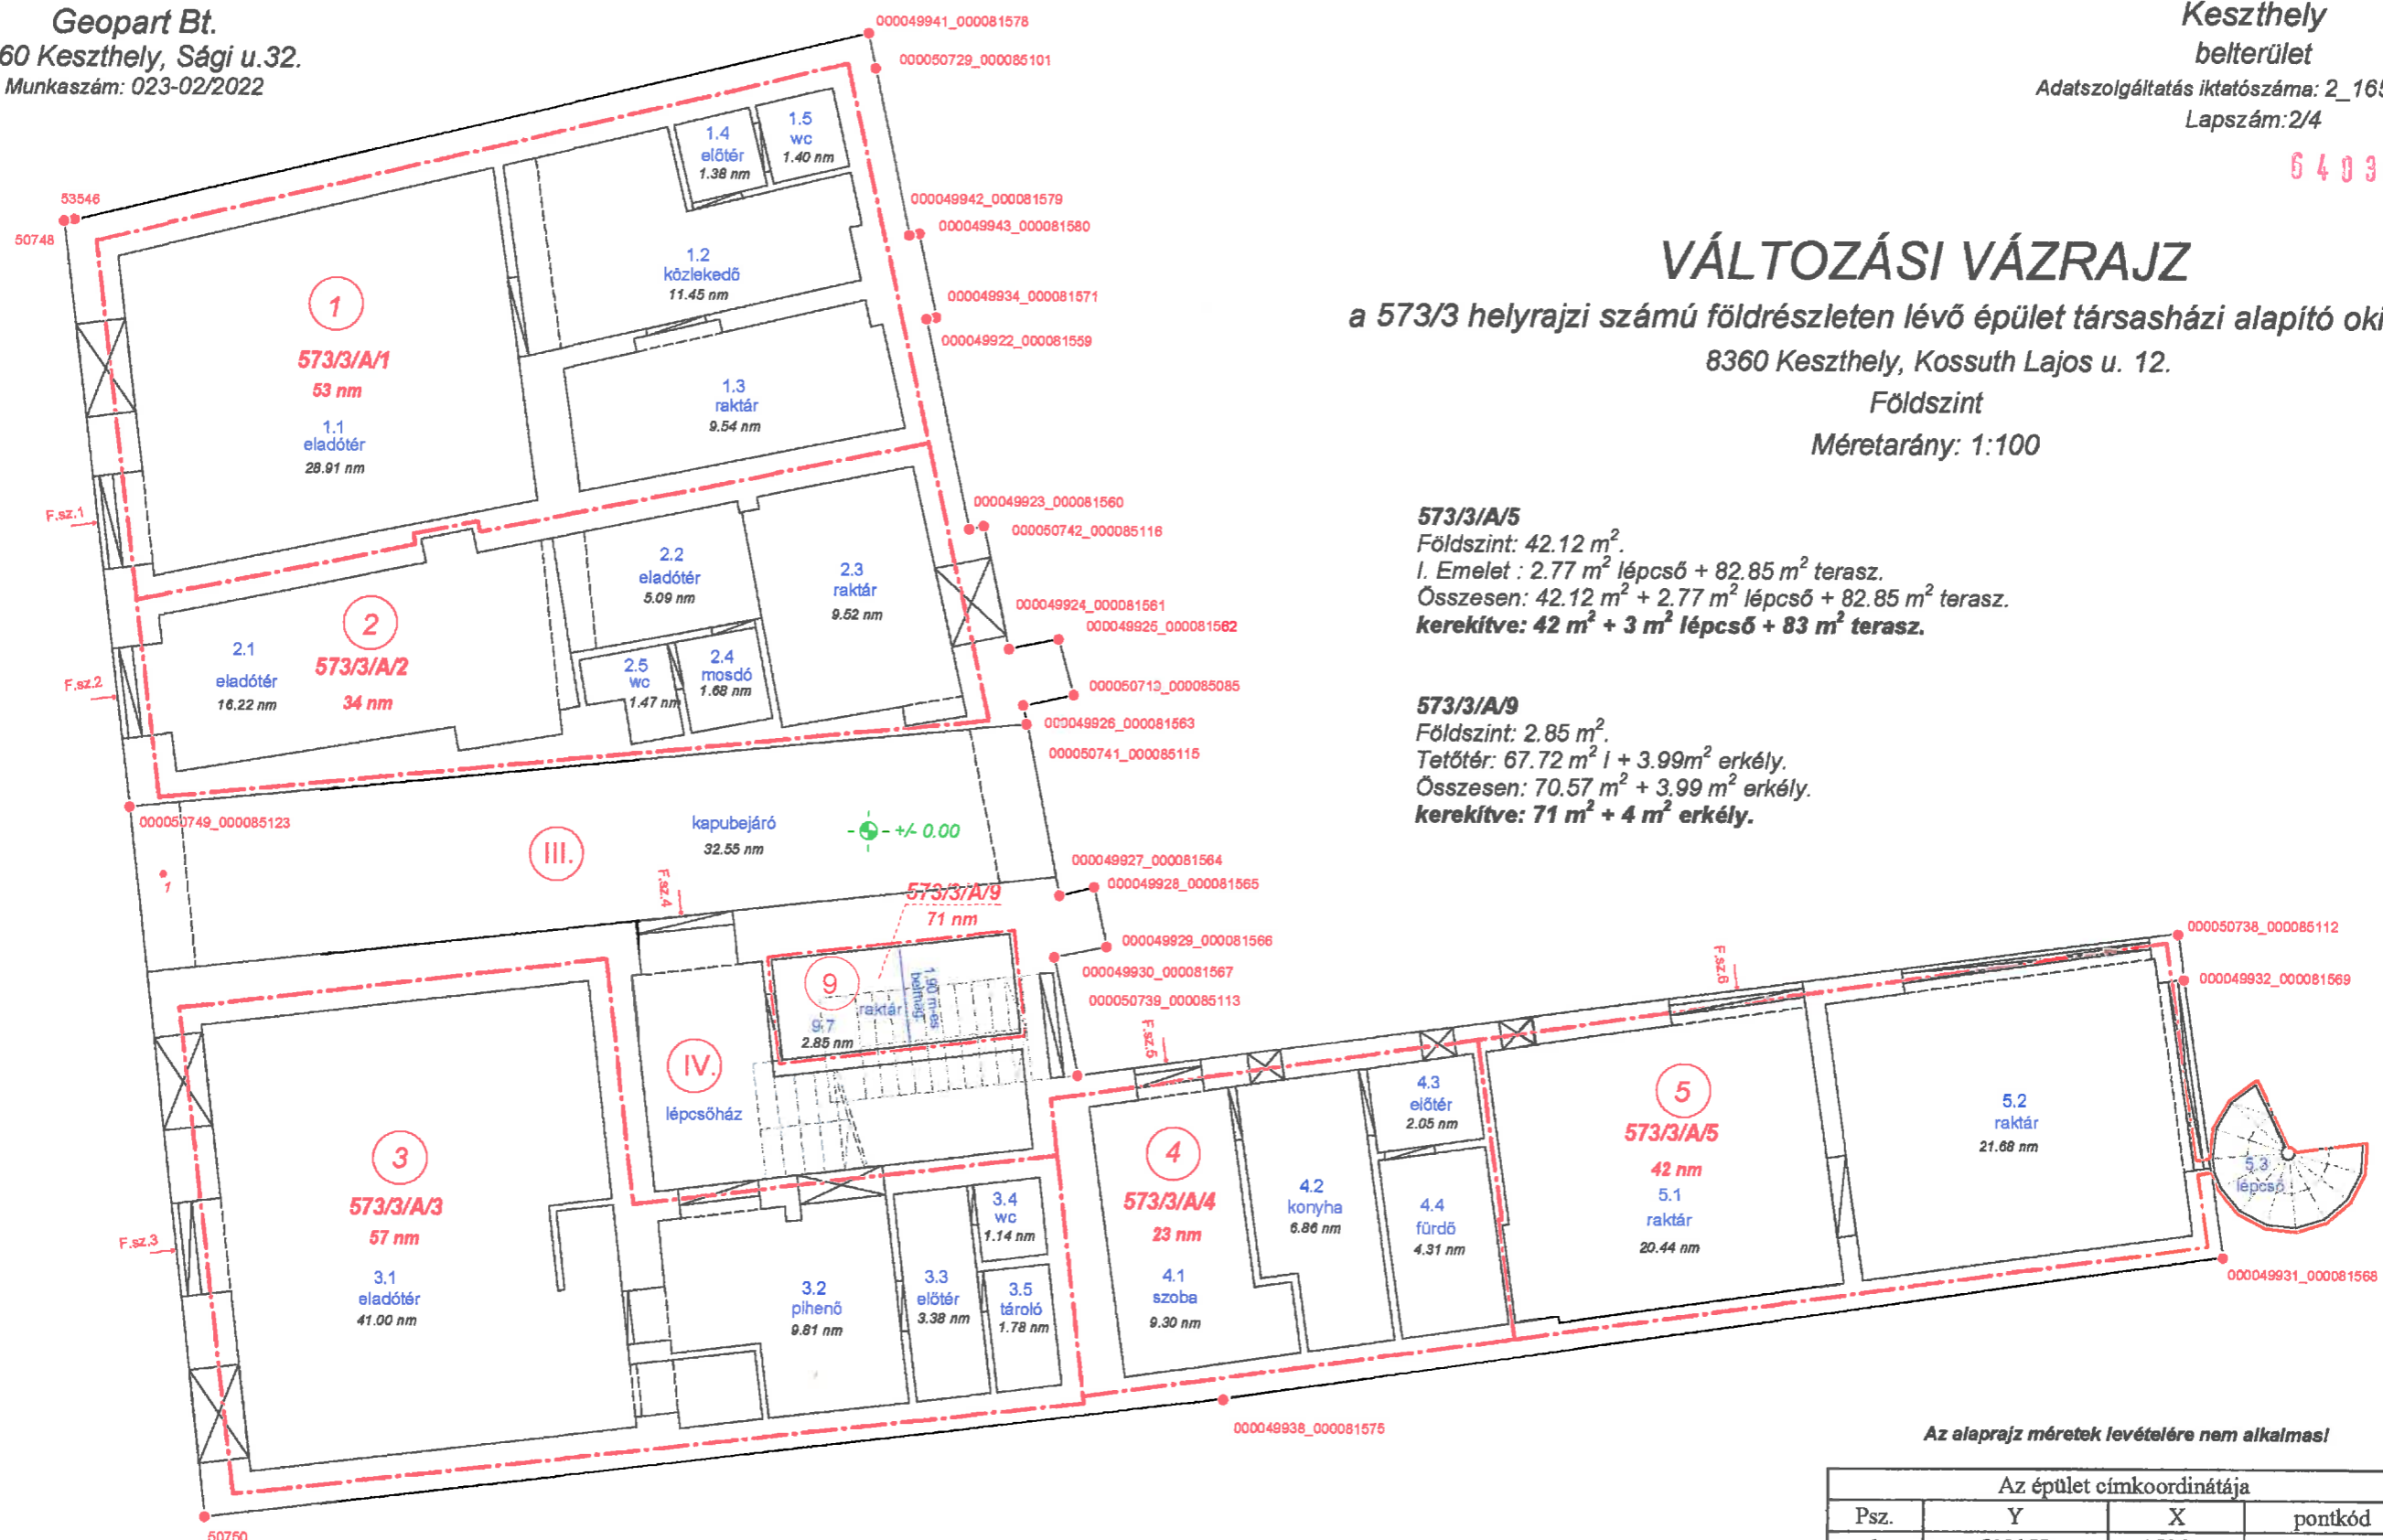 Geopart Bt.
60 Keszthely, Sági u.32.
Munkaszám: 023-02/2022
Keszthely
belterület
Adatszolgáltatás iktatószáma: 2_165
Lapszám:2/4
6403
VÁLTOZÁSI VÁZRAJZ
a 573/3 helyrajzi számú földrészleten lévő épület társasházi alapító oki
8360 Keszthely, Kossuth Lajos u. 12.
Földszint
Méretarány: 1:100
573/3/A/5
Földszint: 42.12 m².
I. Emelet : 2.77 m² lépcső + 82.85 m² terasz.
Összesen: 42.12 m² + 2.77 m² lépcső + 82.85 m² terasz.
kerekítve: 42 m² + 3 m² lépcső + 83 m² terasz.
573/3/A/9
Földszint: 2.85 m².
Tetőtér: 67.72 m² l + 3.99m² erkély.
Összesen: 70.57 m² + 3.99 m² erkély.
kerekítve: 71 m² + 4 m² erkély.
000049941_000081578
000050729_000085101
53546
50748
000049942_000081579
000049943_000081580
000049934_000081571
000049922_000081559
1.4
előtér
1.38 nm
1.5
wc
1.40 nm
1.2
közlekedő
11.45 nm
1
573/3/A/1
53 nm
1.1
eladótér
28.91 nm
1.3
raktár
9.54 nm
F.sz.1
000049923_000081560
000050742_000085116
2.2
eladótér
5.09 nm
2.3
raktár
9.52 nm
2
573/3/A/2
34 nm
2.1
eladótér
16.22 nm
2.5
wc
1.47 nm
2.4
mosdó
1.68 nm
F.sz.2
000049924_000081561
000049925_000081562
000050713_000085085
000049926_000081563
000050741_000085115
000050749_000085123
1
III.
kapubejáró
32.55 nm
+/- 0.00
F.sz.4
573/3/A/9
71 nm
000049927_000081564
000049928_000081565
000049929_000081566
000049930_000081567
000050739_000085113
9
raktár
9.7
2.85 nm
1.90 m-es
belmag.
IV.
lépcsőház
3
573/3/A/3
57 nm
3.1
eladótér
41.00 nm
F.sz.3
3.2
pihenő
9.81 nm
3.3
előtér
3.38 nm
3.4
wc
1.14 nm
3.5
tároló
1.78 nm
F.sz.5
4
573/3/A/4
23 nm
4.1
szoba
9.30 nm
4.2
konyha
6.86 nm
4.3
előtér
2.05 nm
4.4
fürdő
4.31 nm
F.sz.6
5
573/3/A/5
42 nm
5.1
raktár
20.44 nm
5.2
raktár
21.68 nm
5.3
lépcső
000050738_000085112
000049932_000081569
000049931_000081568
000049938_000081575
50750
Az alaprajz méretek levételére nem alkalmas!
Az épület címkoordinátája
Psz. Y X pontkód